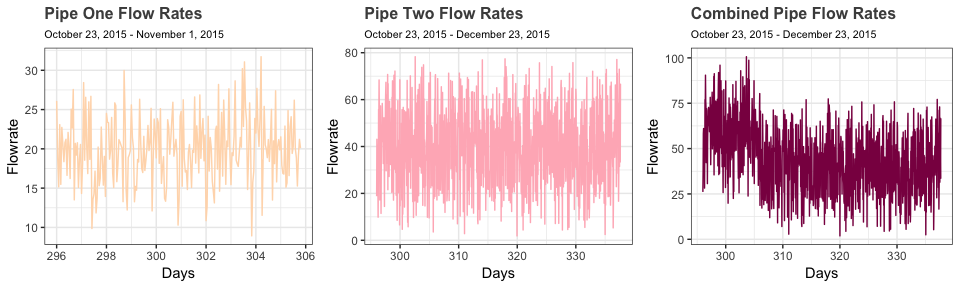 Pipe One Flow Rates
October 23, 2015 - November 1, 2015
Flowrate
30
25
20
15
10
296 298 300 302 304 306
Days
Pipe Two Flow Rates
October 23, 2015 - December 23, 2015
Flowrate
80
60
40
20
0
300 310 320 330
Days
Combined Pipe Flow Rates
October 23, 2015 - December 23, 2015
Flowrate
100
75
50
25
0
300 310 320 330
Days